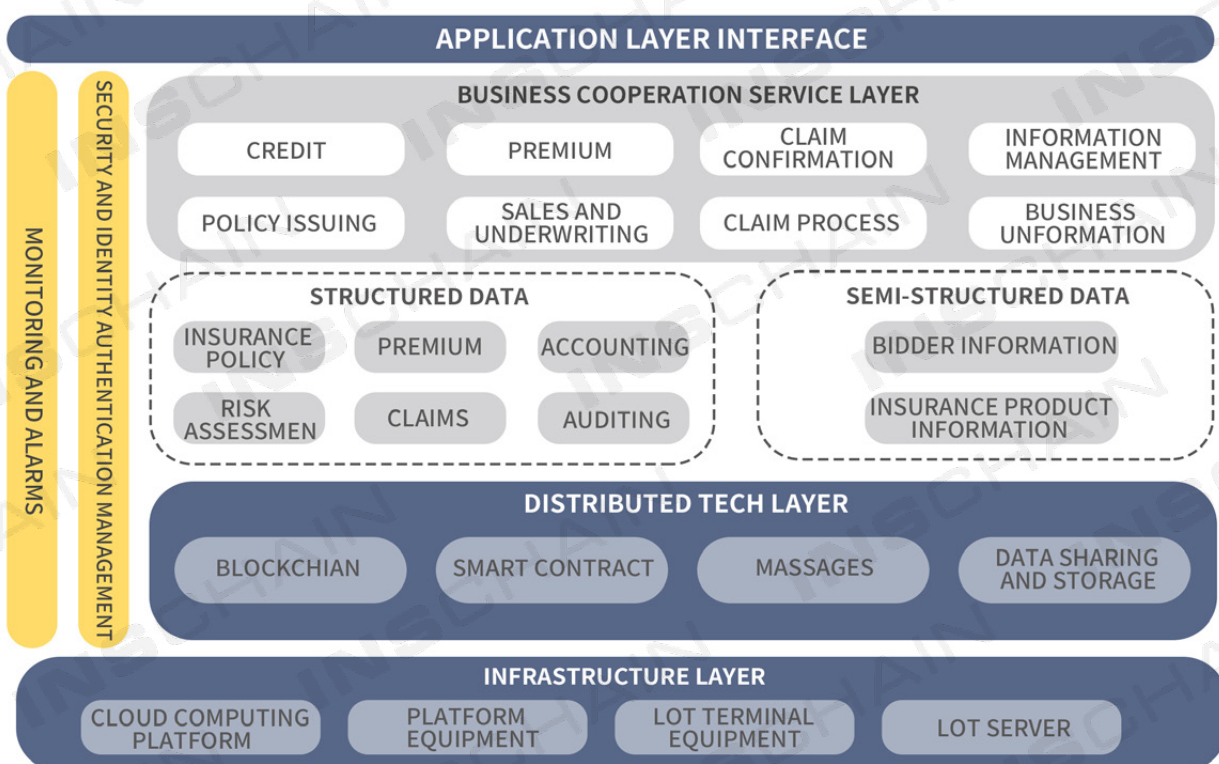 APPLICATION LAYER INTERFACE
MONITORING AND ALARMS
SECURITY AND IDENTITY AUTHENTICATION MANAGEMENT
BUSINESS COOPERATION SERVICE LAYER
CREDIT
PREMIUM
CLAIM
CONFIRMATION
INFORMATION
MANAGEMENT
POLICY ISSUING
SALES AND
UNDERWRITING
CLAIM PROCESS
BUSINESS
UNFORMATION
STRUCTURED DATA
INSURANCE
POLICY
PREMIUM
ACCOUNTING
RISK
ASSESSMEN
CLAIMS
AUDITING
SEMI-STRUCTURED DATA
BIDDER INFORMATION
INSURANCE PRODUCT
INFORMATION
DISTRIBUTED TECH LAYER
BLOCKCHIAN
SMART CONTRACT
MASSAGES
DATA SHARING
AND STORAGE
INFRASTRUCTURE LAYER
CLOUD COMPUTING
PLATFORM
PLATFORM
EQUIPMENT
LOT TERMINAL
EQUIPMENT
LOT SERVER
INSCHAIN